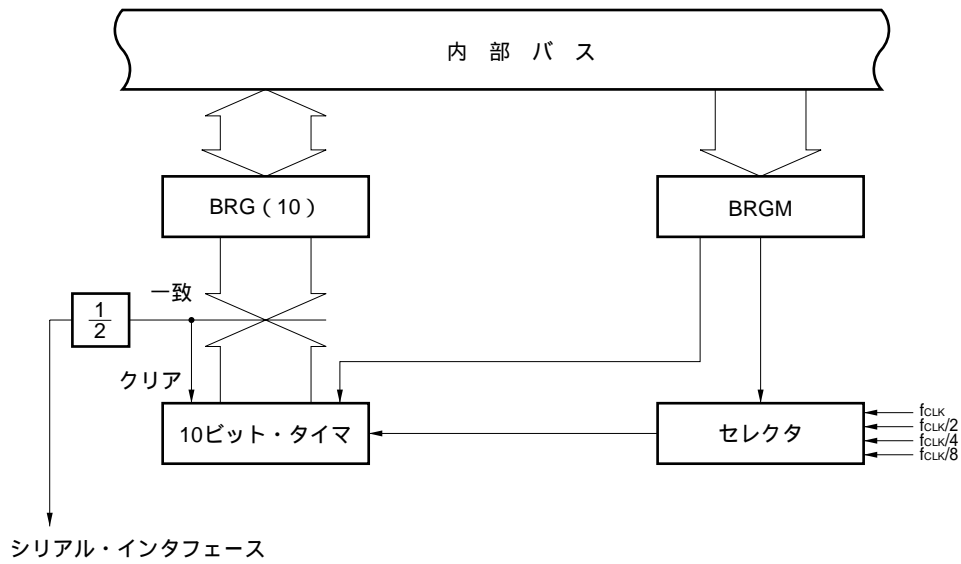 内 部 バ ス
BRG ( 10 )
BRGM
一致
1
2
クリア
10ビット・タイマ
セレクタ
fCLK
fCLK/2
fCLK/4
fCLK/8
シリアル・インタフェース